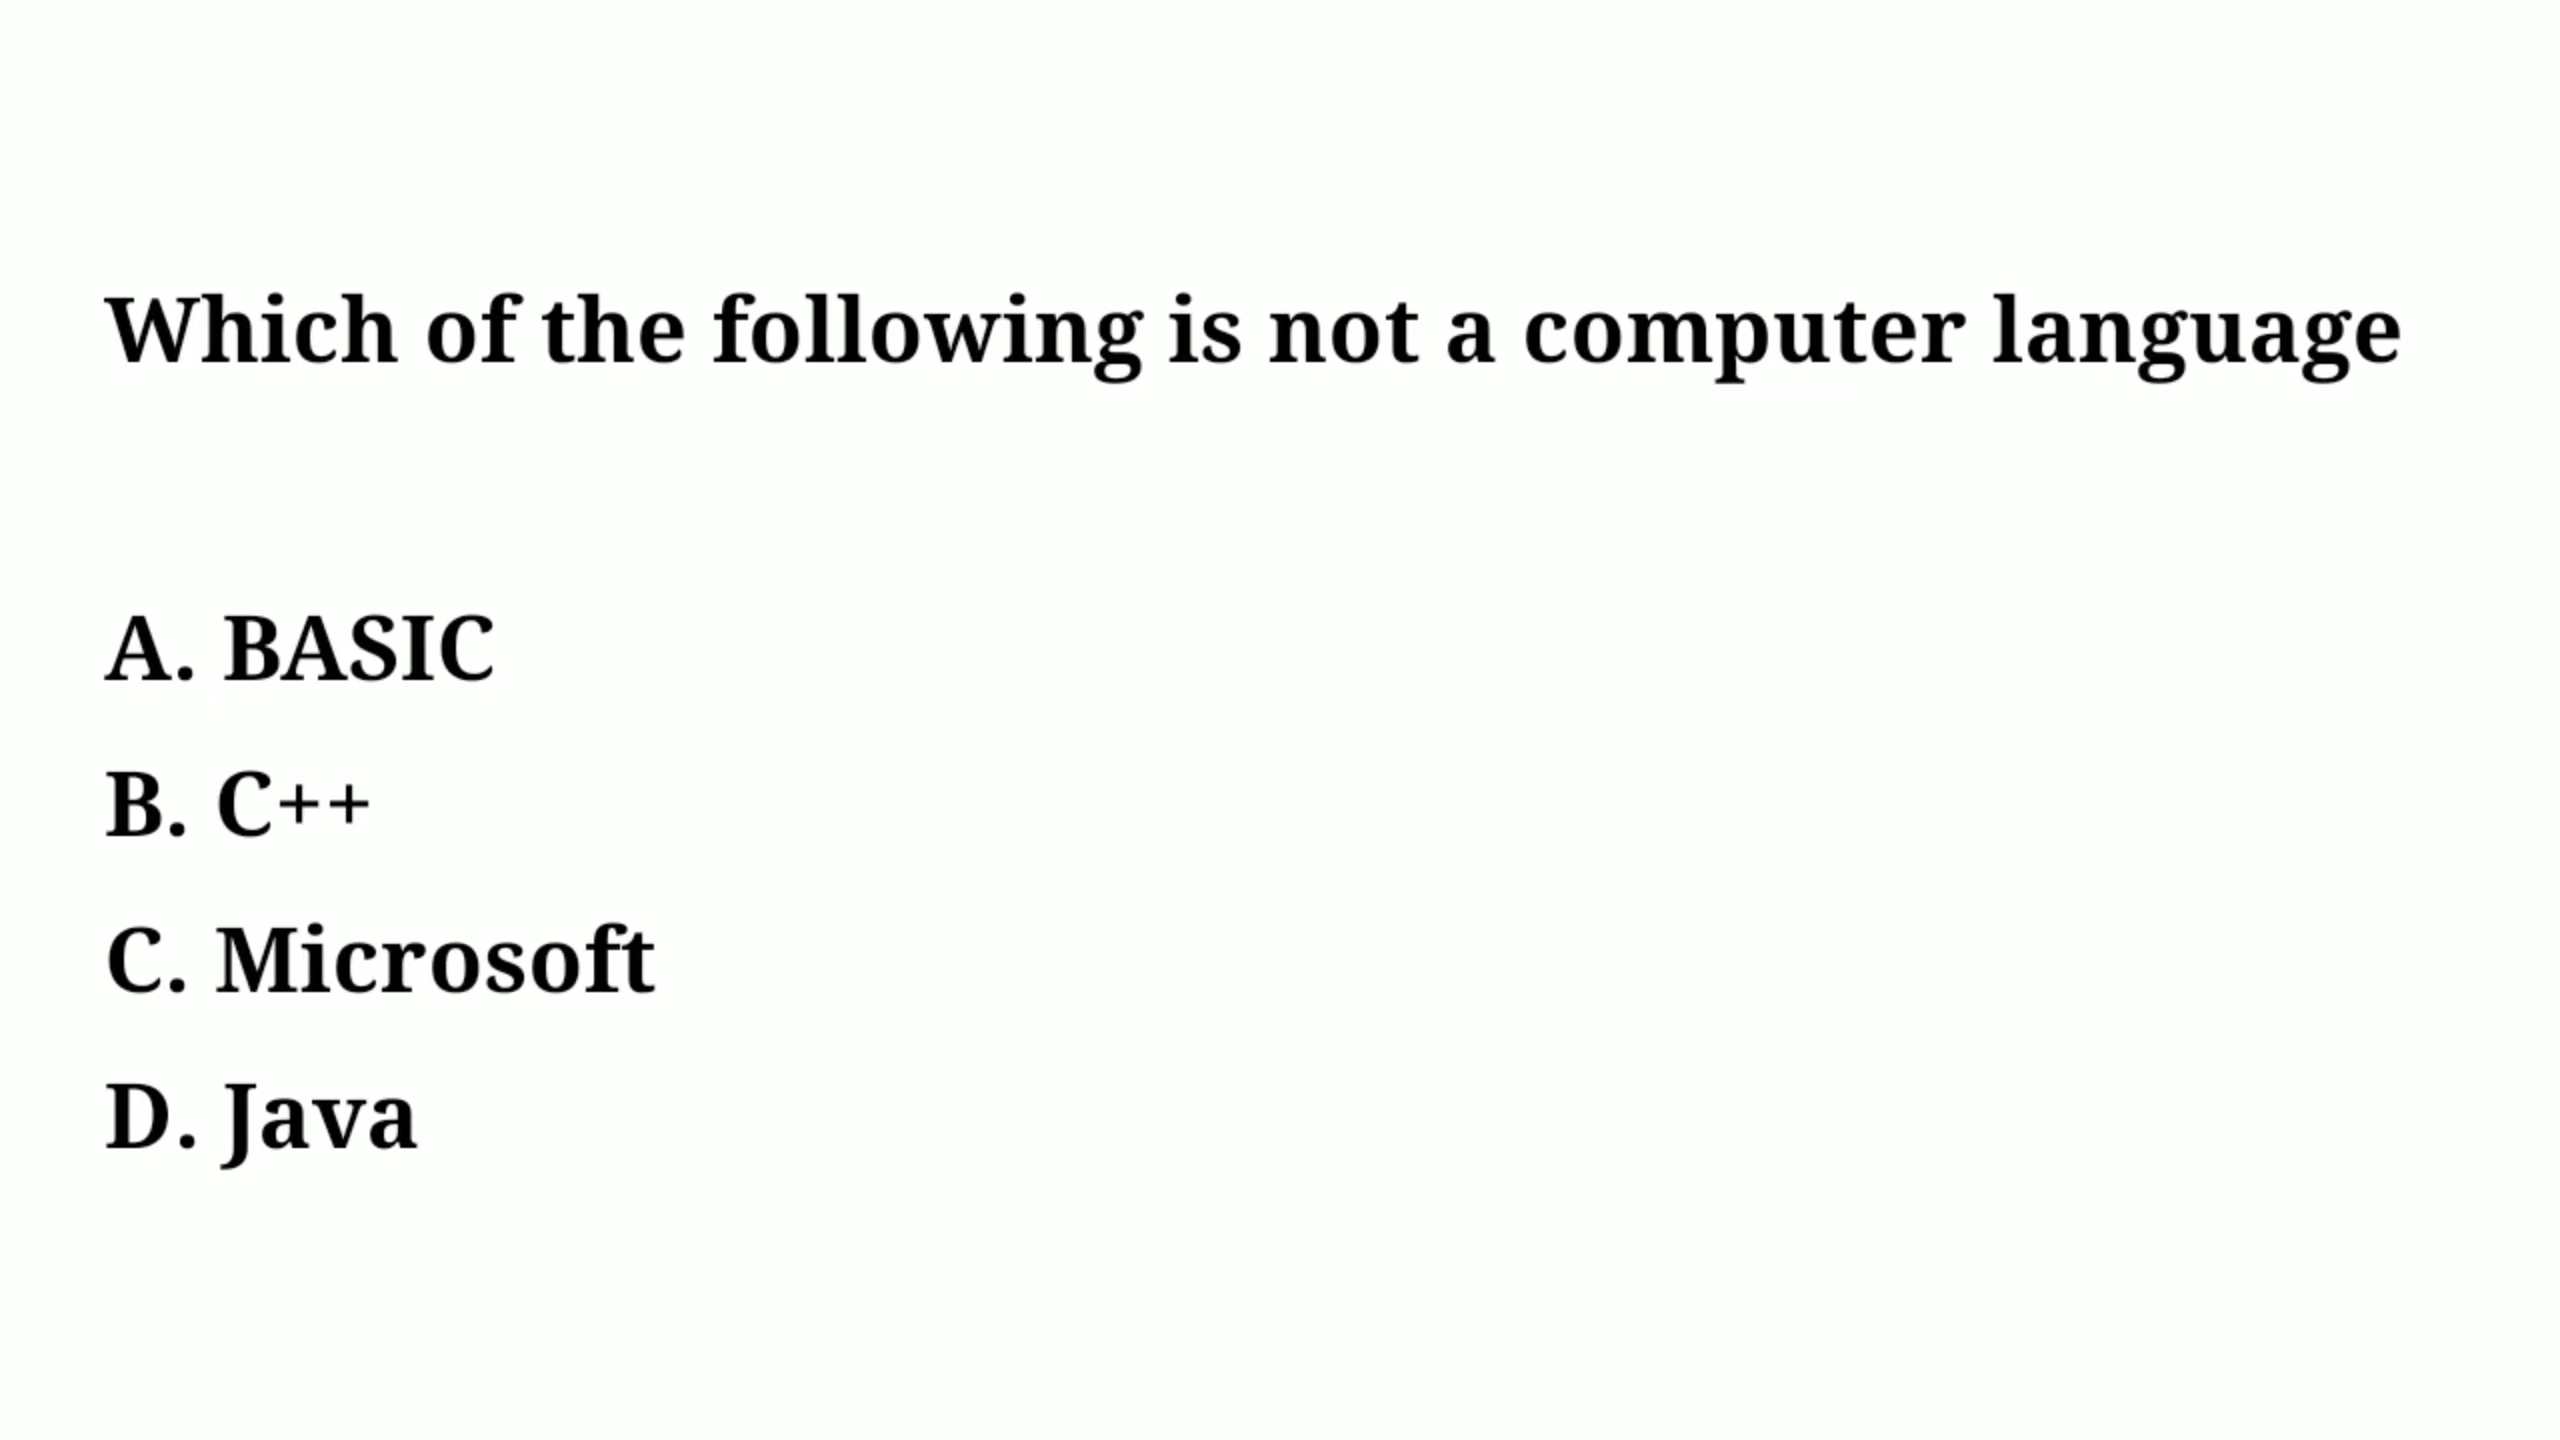 Which of the following is not a computer language
A. BASIC
B. C++
C. Microsoft
D. Java